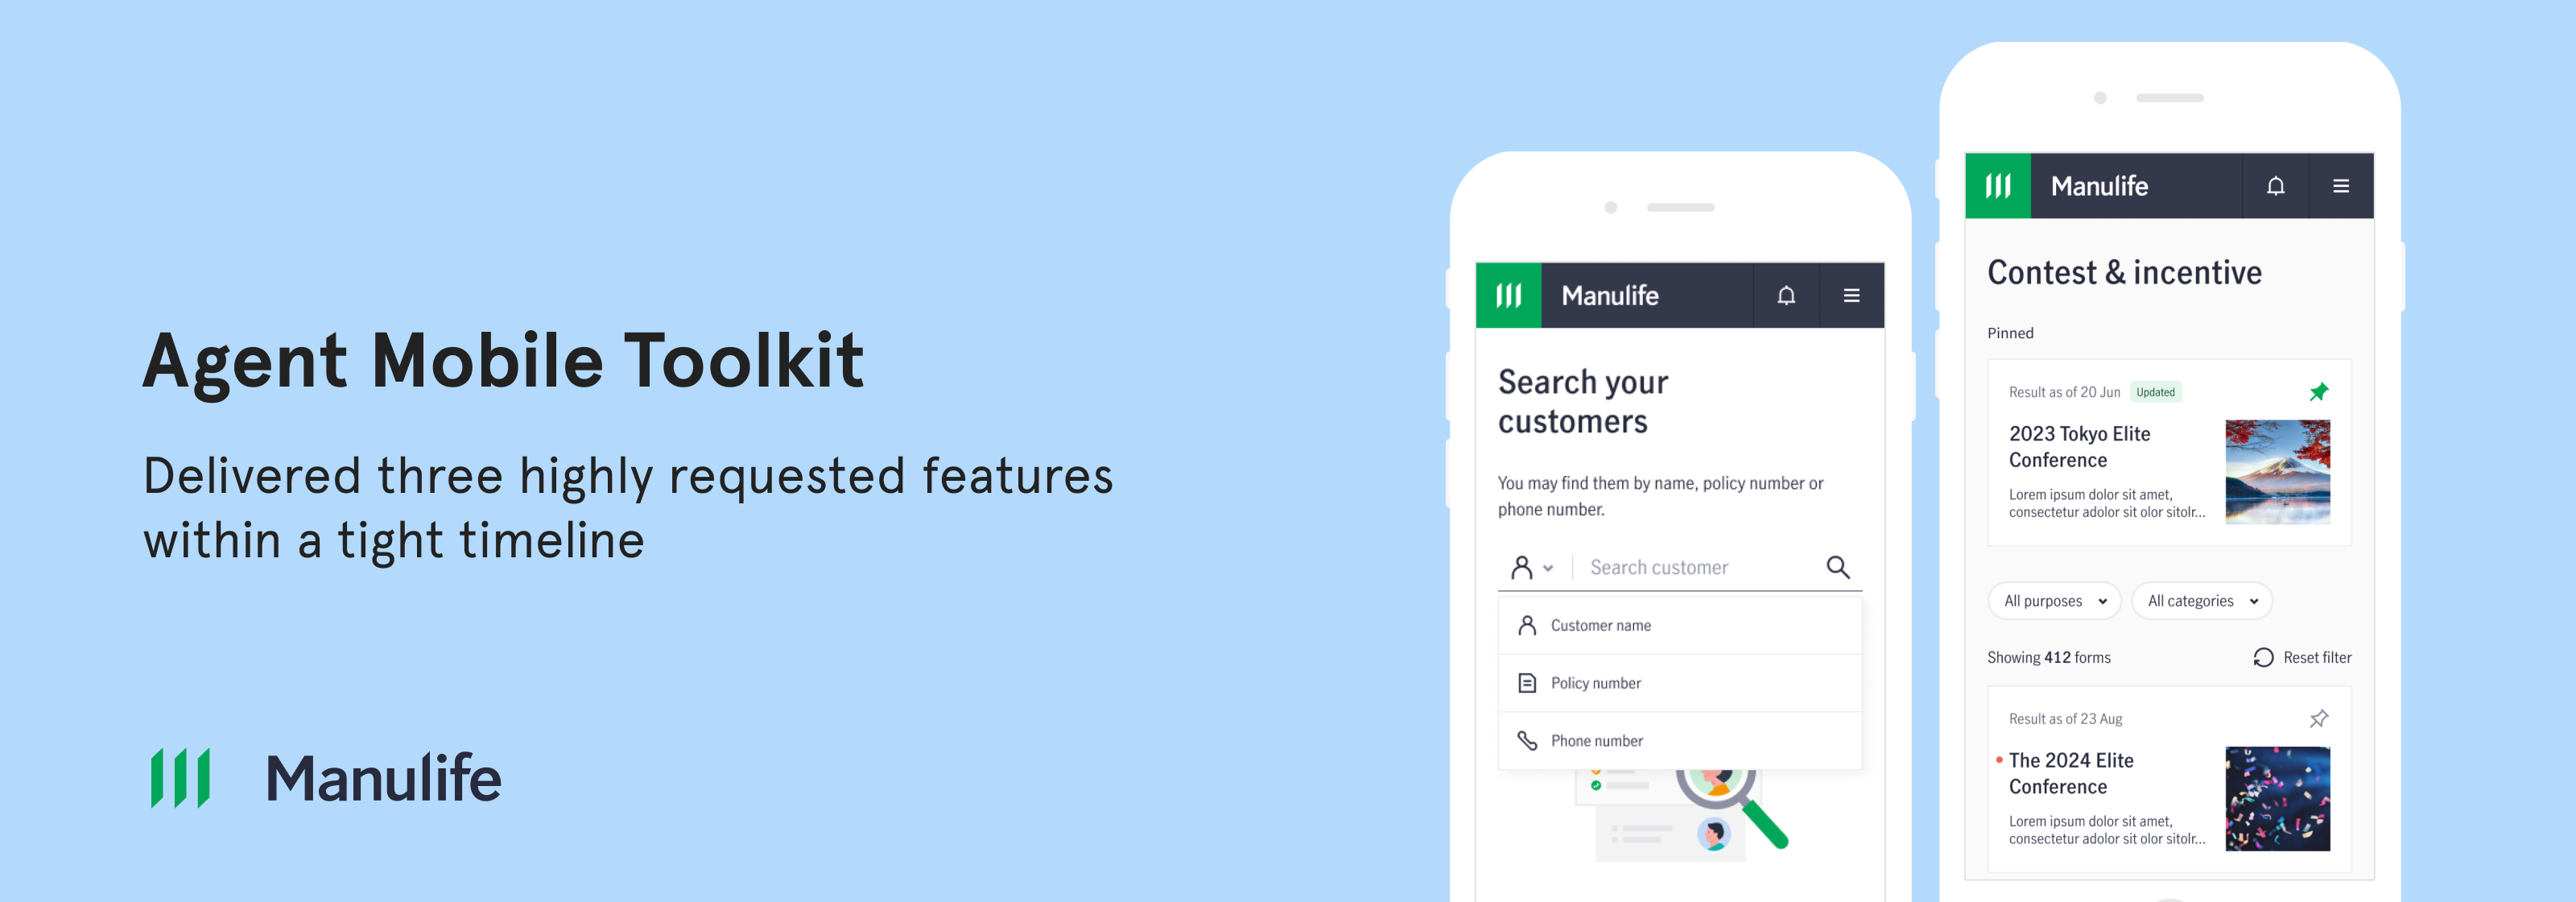 Agent Mobile Toolkit
Delivered three highly requested features
within a tight timeline
Manulife
Manulife
Search your
customers
You may find them by name, policy number or
phone number.
Search customer
Customer name
Policy number
Phone number
Manulife
Contest & incentive
Pinned
Result as of 20 Jun Updated
2023 Tokyo Elite
Conference
Lorem ipsum dolor sit amet,
consectetur adolor sit olor sitolr...
All purposes All categories
Showing 412 forms Reset filter
Result as of 23 Aug
The 2024 Elite
Conference
Lorem ipsum dolor sit amet,
consectetur adolor sit olor sitolr...